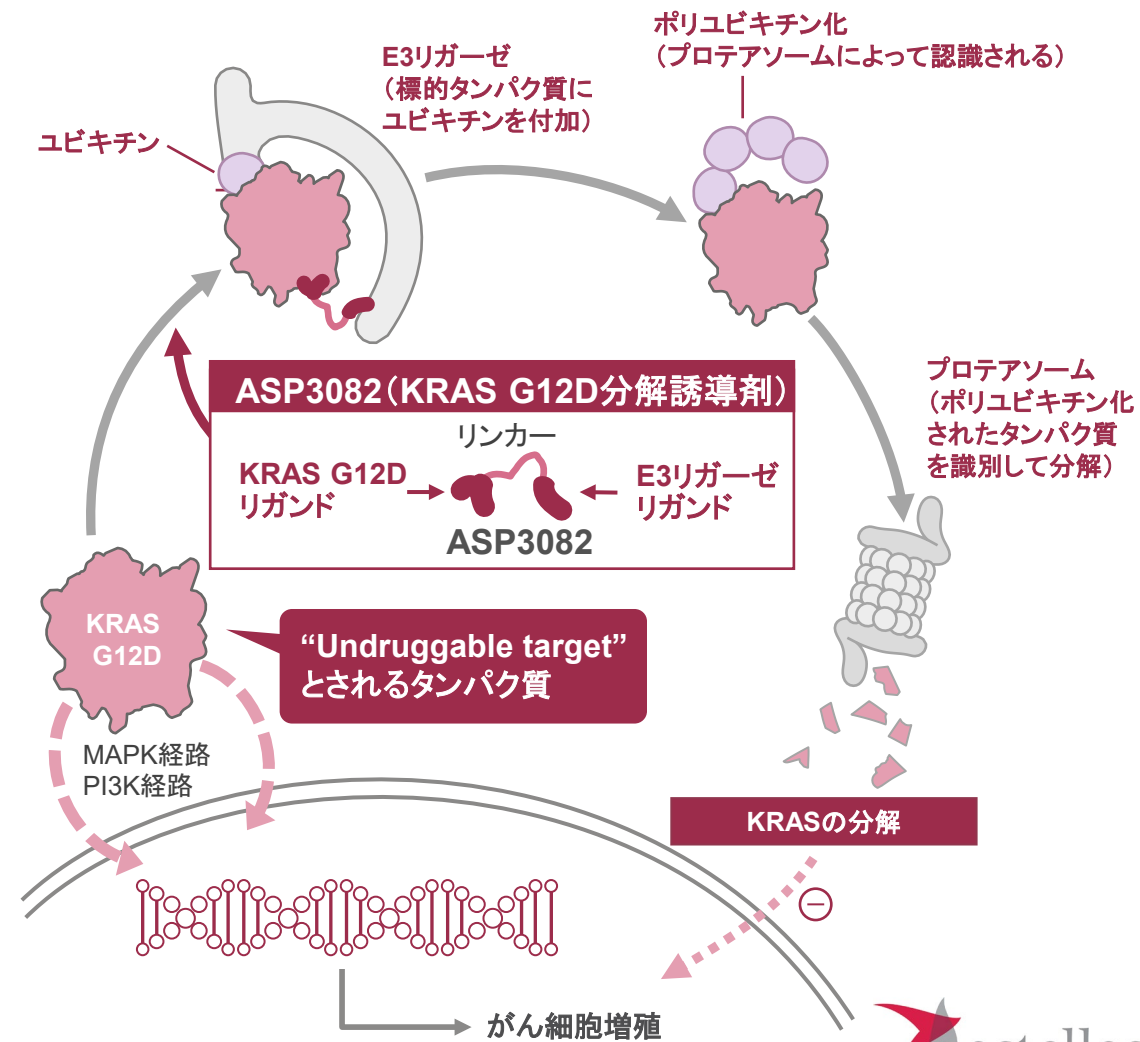 ポリユビキチン化
（プロテアソームによって認識される）
E3リガーゼ
（標的タンパク質に
ユビキチンを付加）
ユビキチン
プロテアソーム
（ポリユビキチン化
されたタンパク質
を識別して分解）
ASP3082（KRAS G12D分解誘導剤）
リンカー
KRAS G12D
リガンド
E3リガーゼ
リガンド
ASP3082
KRAS
G12D
“Undruggable target”
とされるタンパク質
MAPK経路
PI3K経路
KRASの分解
がん細胞増殖